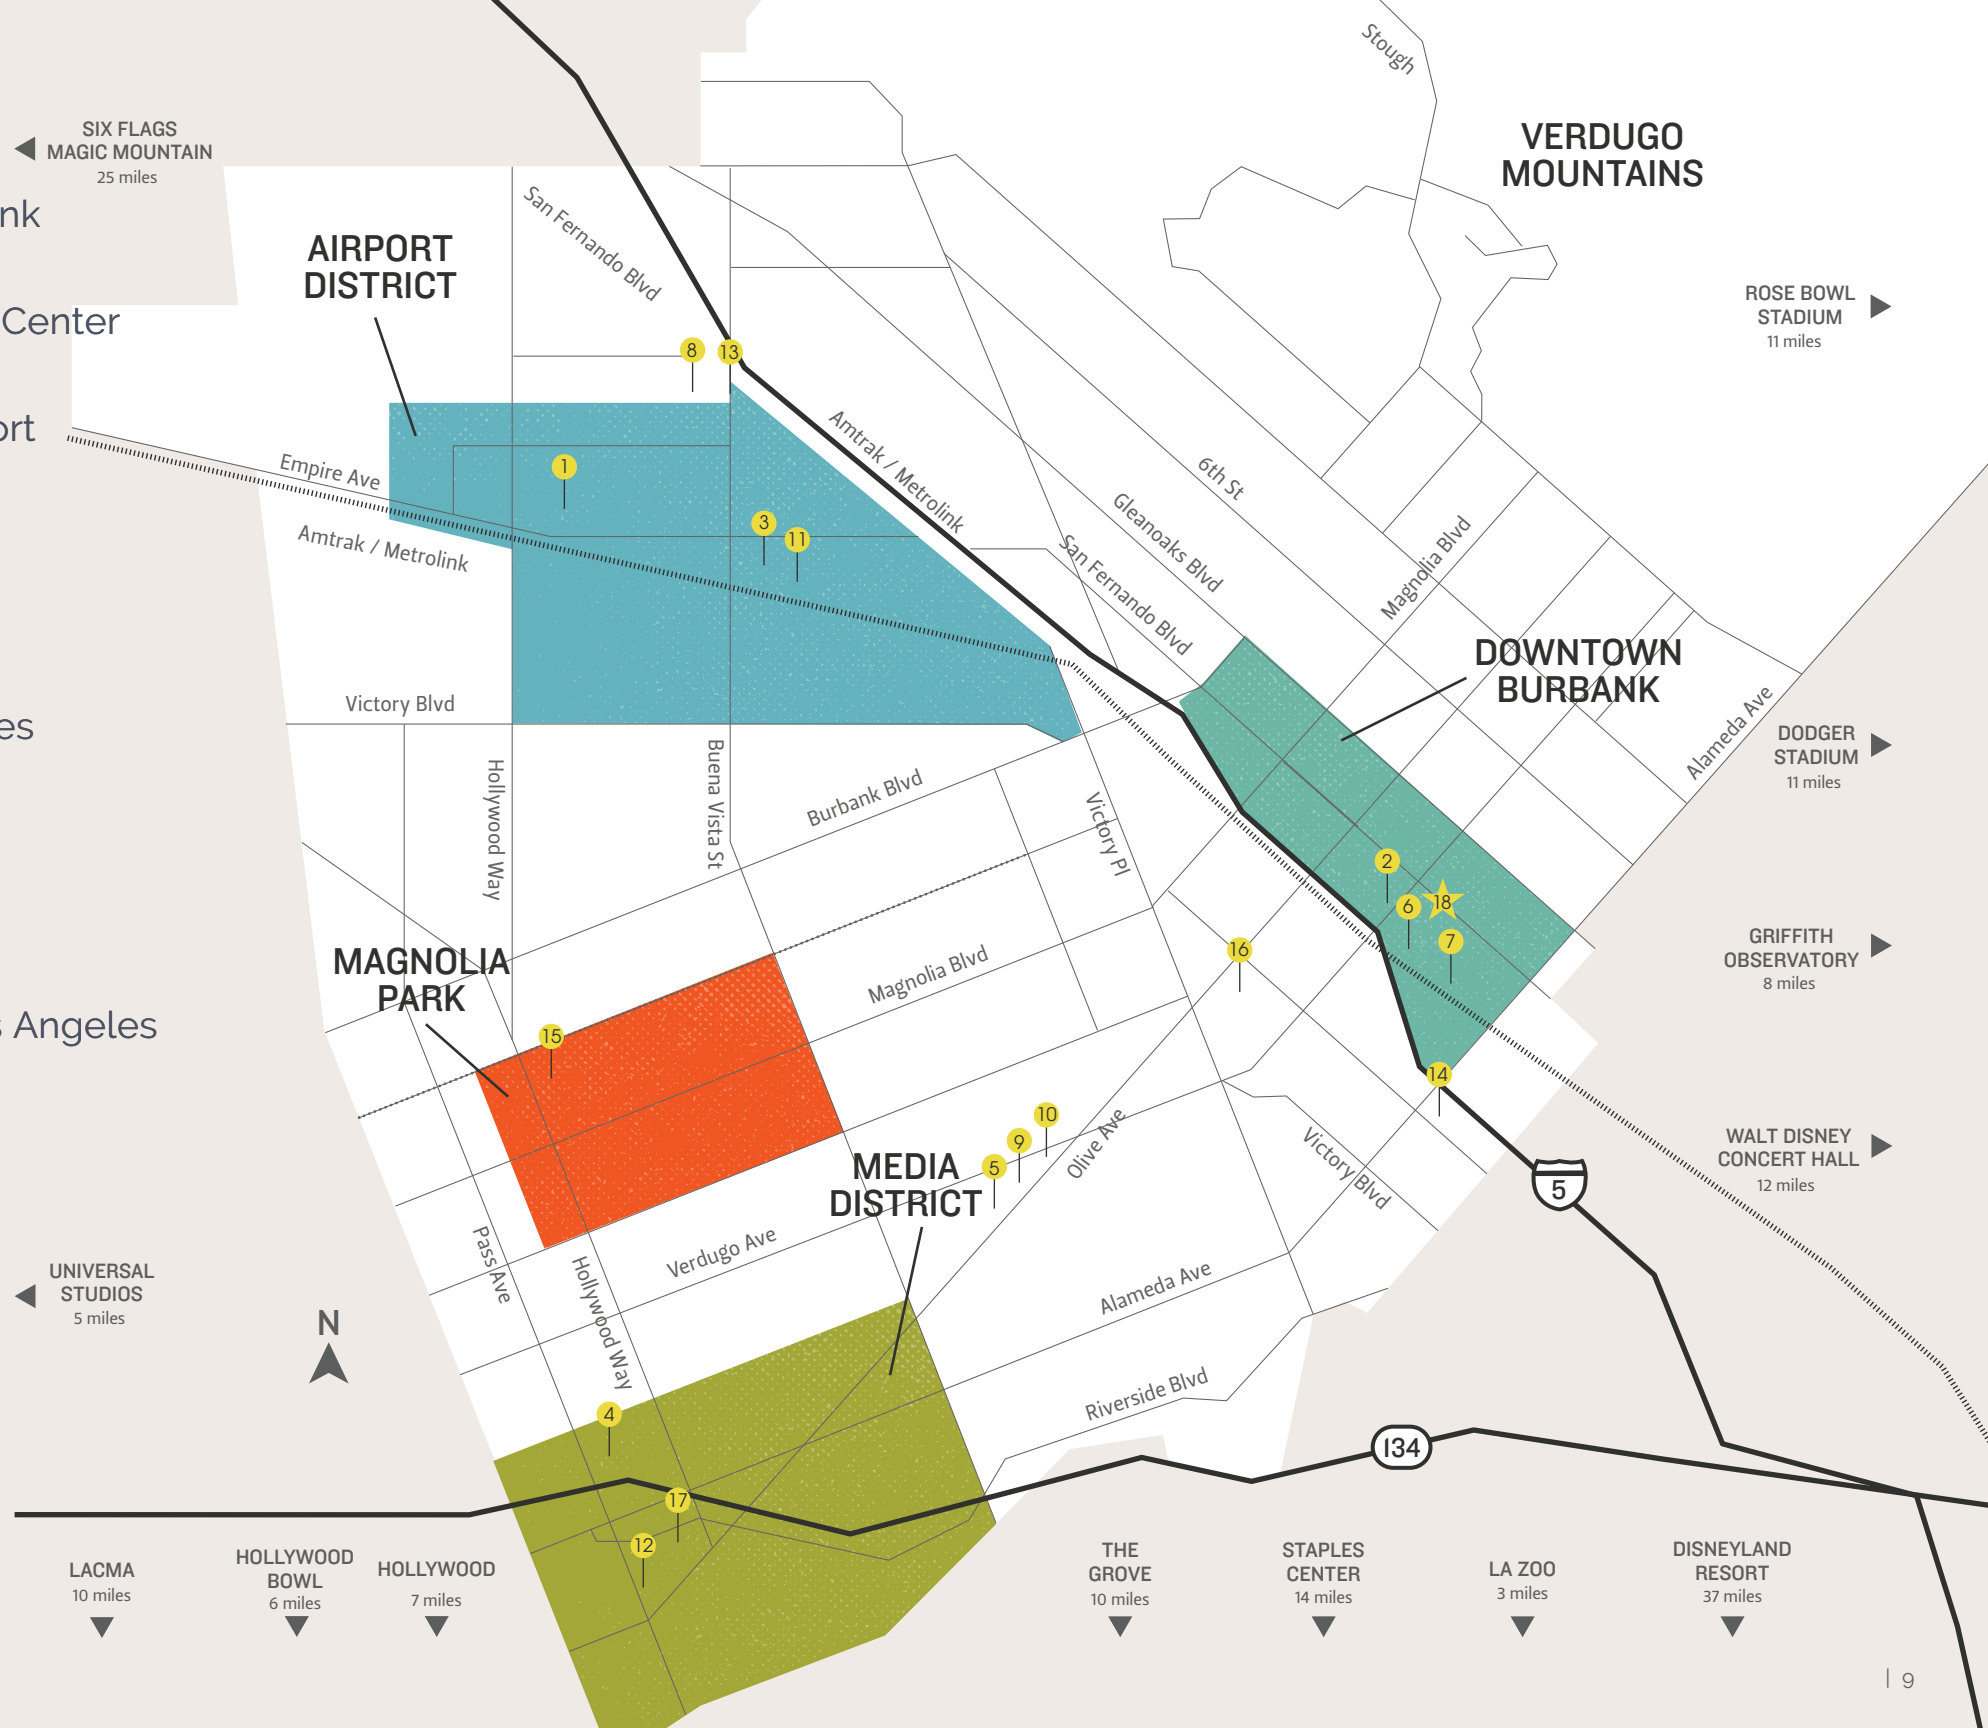 nk
Center
ort
es
s Angeles
SIX FLAGS
MAGIC MOUNTAIN
25 miles
Stough
VERDUGO
MOUNTAINS
San Fernando Blvd
AIRPORT
DISTRICT
ROSE BOWL
STADIUM
11 miles
8
13
Amtrak / Metrolink
Empire Ave
1
6th St
Gleanoaks Blvd
3
11
Amtrak / Metrolink
San Fernando Blvd
Magnolia Blvd
DOWNTOWN
BURBANK
Victory Blvd
Alameda Ave
DODGER
STADIUM
11 miles
Hollywood Way
Buena Vista St
Burbank Blvd
Victory Pl
2
6
18
7
16
GRIFFITH
OBSERVATORY
8 miles
MAGNOLIA
PARK
Magnolia Blvd
15
14
10
9
5
Olive Ave
MEDIA
DISTRICT
Victory Blvd
WALT DISNEY
CONCERT HALL
12 miles
5
Pass Ave
Hollywood Way
Verdugo Ave
Alameda Ave
UNIVERSAL
STUDIOS
5 miles
N
Riverside Blvd
4
134
17
12
LACMA
10 miles
HOLLYWOOD
BOWL
6 miles
HOLLYWOOD
7 miles
THE
GROVE
10 miles
STAPLES
CENTER
14 miles
LA ZOO
3 miles
DISNEYLAND
RESORT
37 miles
| 9